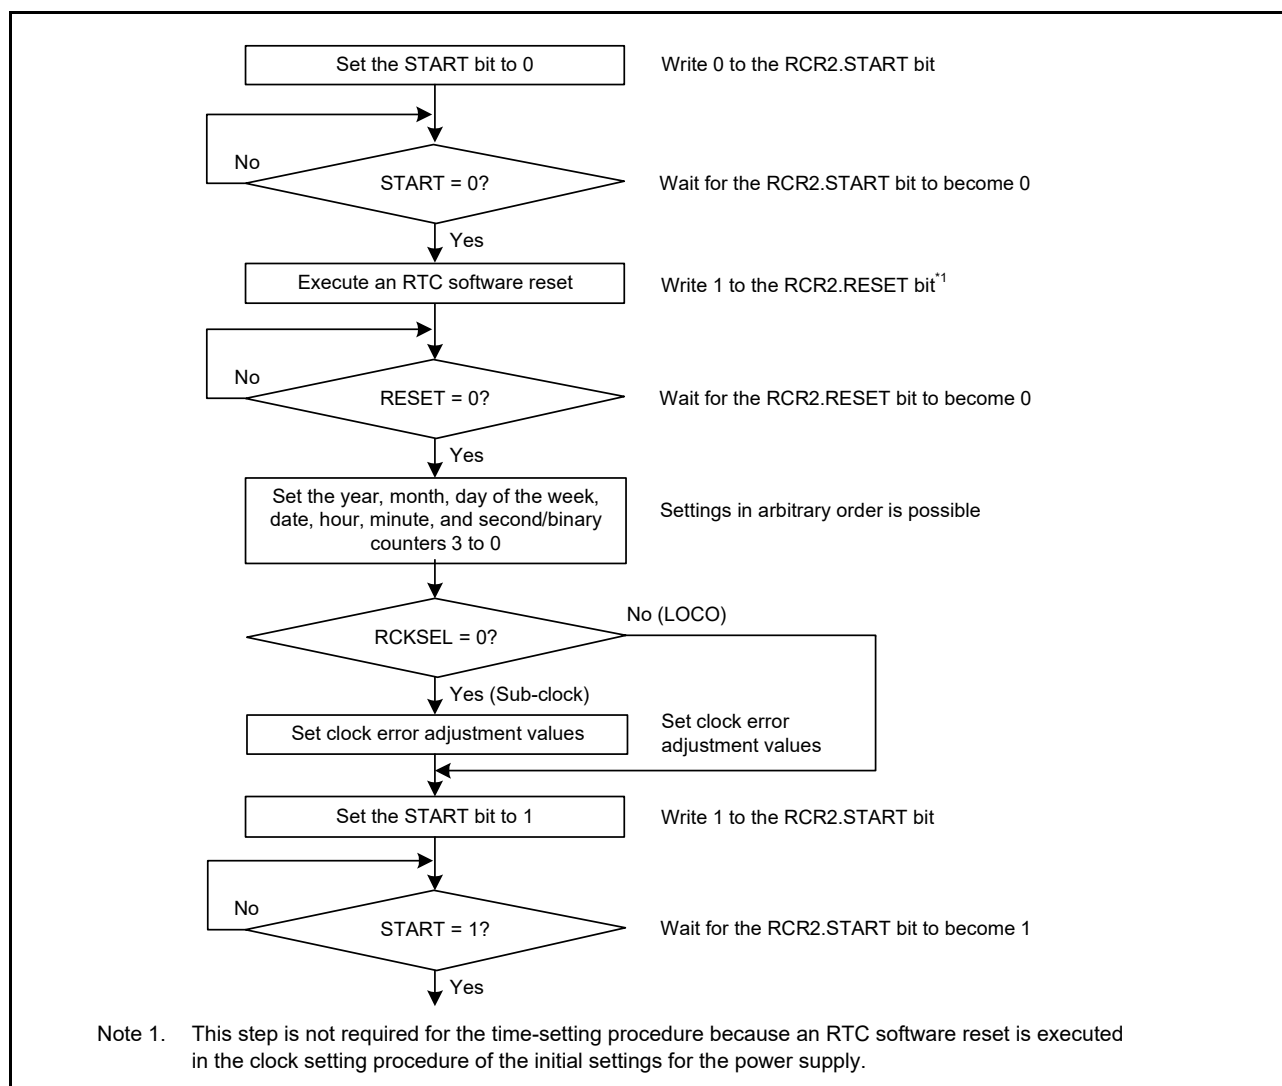 Set the START bit to 0
Write 0 to the RCR2.START bit
No
START = 0?
Wait for the RCR2.START bit to become 0
Yes
Execute an RTC software reset
Write 1 to the RCR2.RESET bit*1
No
RESET = 0?
Wait for the RCR2.RESET bit to become 0
Yes
Set the year, month, day of the week,
date, hour, minute, and second/binary
counters 3 to 0
Settings in arbitrary order is possible
No (LOCO)
RCKSEL = 0?
Yes (Sub-clock)
Set clock error adjustment values
Set clock error
adjustment values
Set the START bit to 1
Write 1 to the RCR2.START bit
No
START = 1?
Wait for the RCR2.START bit to become 1
Yes
Note 1. This step is not required for the time-setting procedure because an RTC software reset is executed
in the clock setting procedure of the initial settings for the power supply.